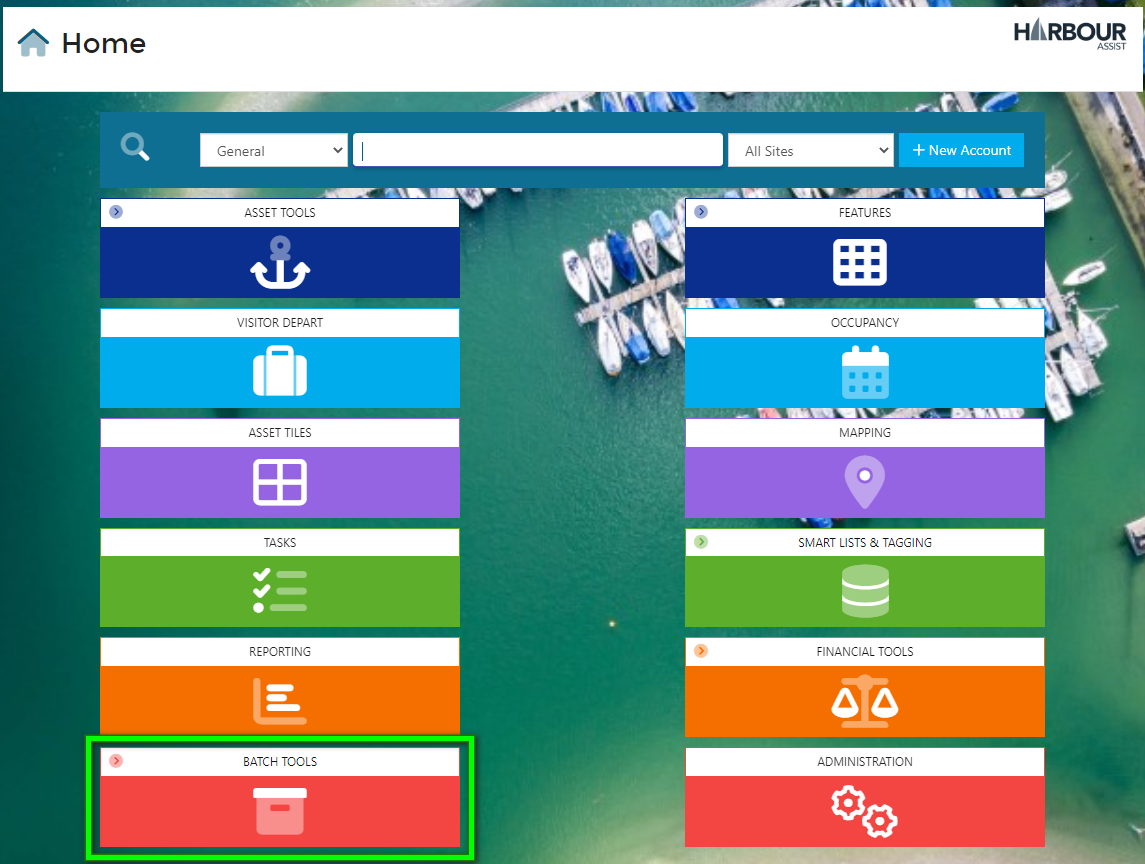 Home
HARBOUR
ASSIST
General
All Sites
+ New Account
ASSET TOOLS
FEATURES
VISITOR DEPART
OCCUPANCY
ASSET TILES
MAPPING
TASKS
SMART LISTS & TAGGING
REPORTING
FINANCIAL TOOLS
BATCH TOOLS
ADMINISTRATION